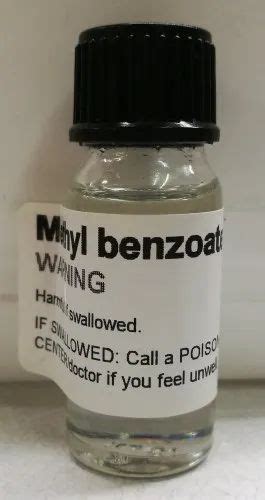 Methyl benzoate
WARNING
Harmful if swallowed.
IF SWALLOWED: Call a POISON
CENTER/doctor if you feel unwell